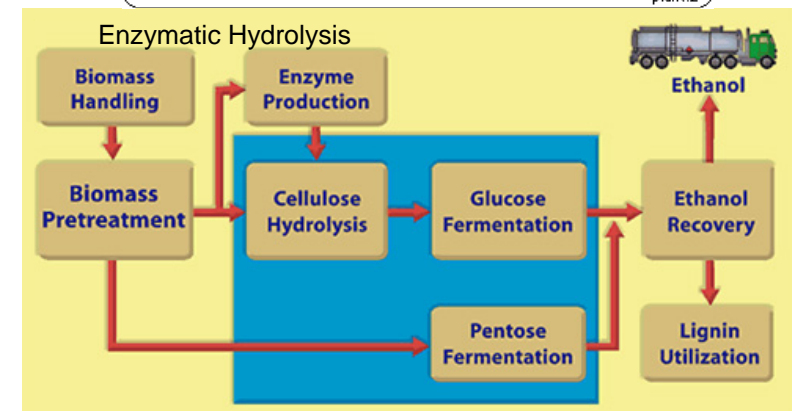 Enzymatic Hydrolysis
Biomass
Handling
Enzyme
Production
Ethanol
Biomass
Pretreatment
Cellulose
Hydrolysis
Glucose
Fermentation
Ethanol
Recovery
Pentose
Fermentation
Lignin
Utilization